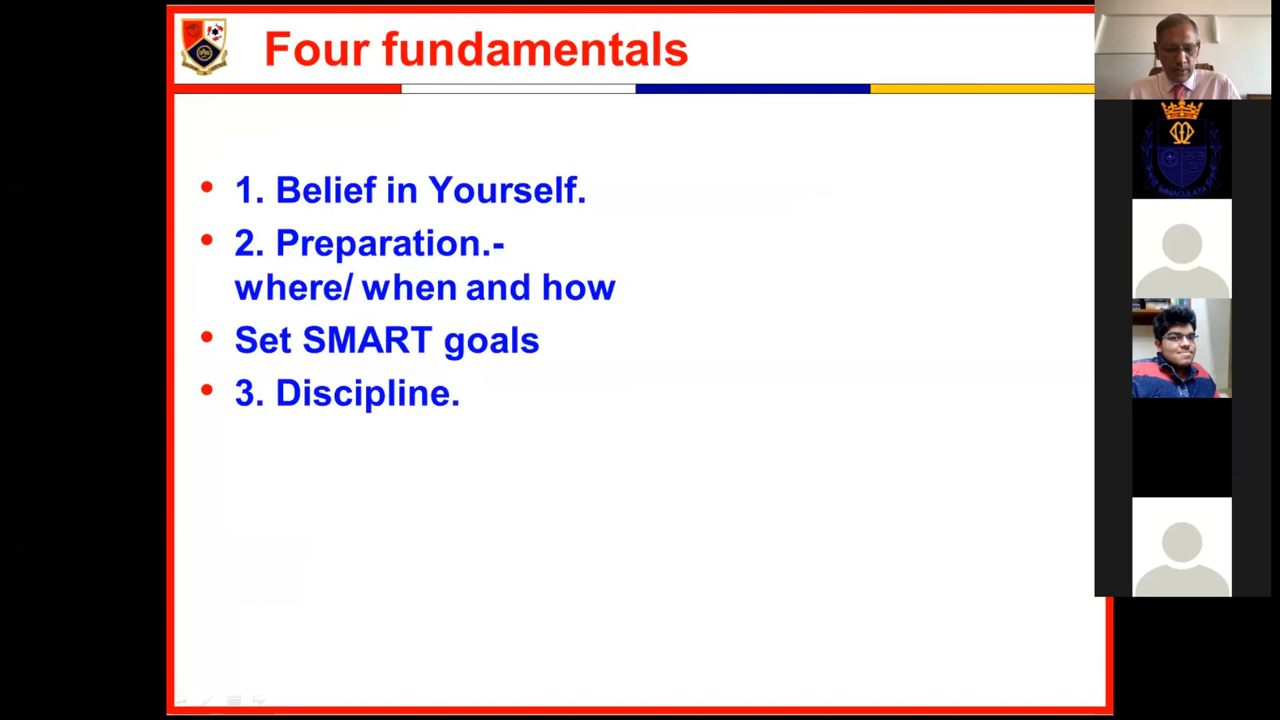 Four fundamentals
• 1. Belief in Yourself.
• 2. Preparation.-
where/ when and how
• Set SMART goals
• 3. Discipline.